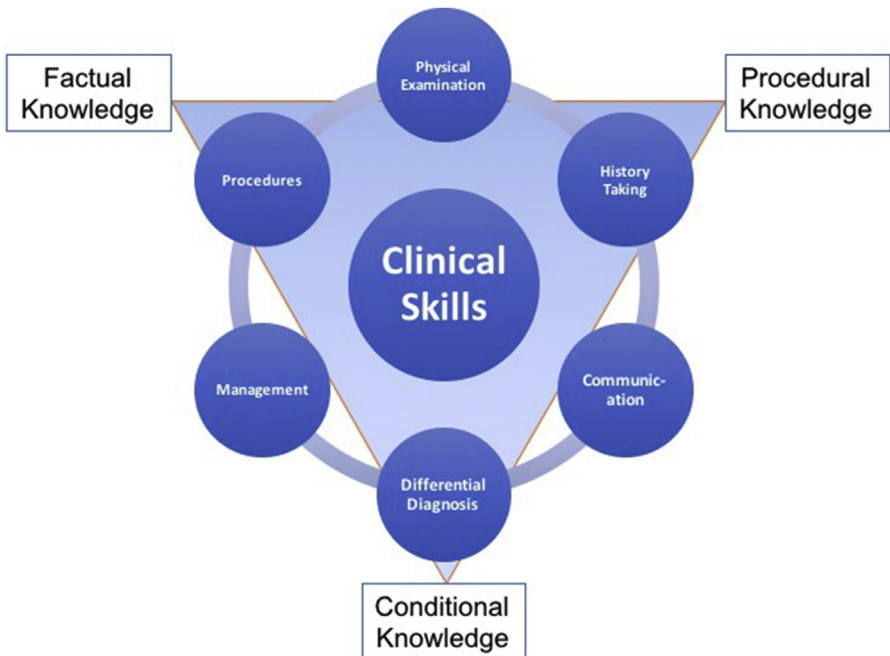 Physical
Examination
Factual
Knowledge
Procedural
Knowledge
Procedures
History
Taking
Clinical
Skills
Management
Communic-
ation
Differential
Diagnosis
Conditional
Knowledge